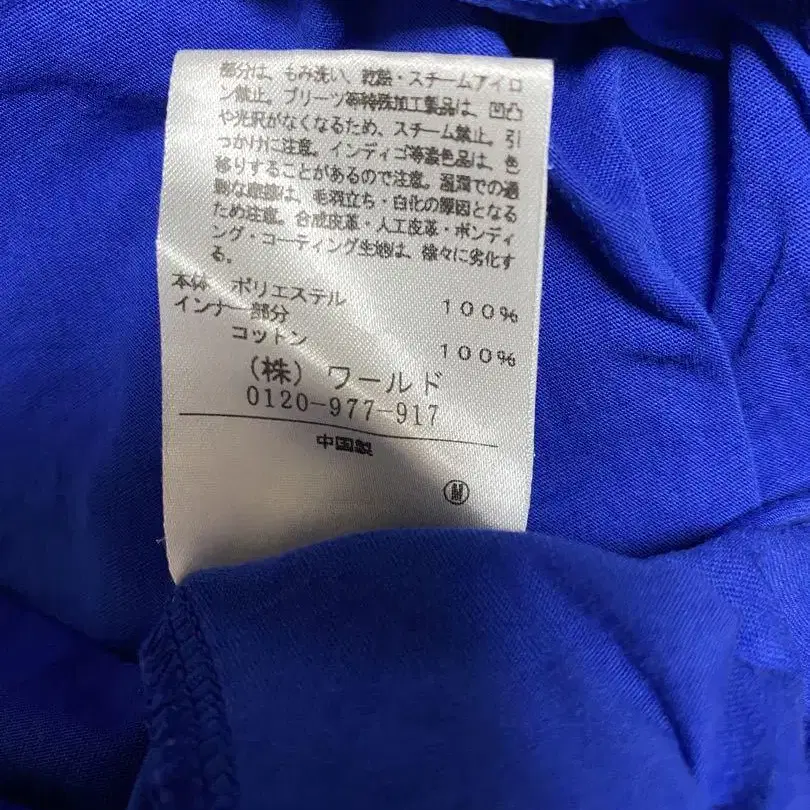 部分は、もみ洗い、乾燥・スチームアイロ
ン禁止。プリーツ等特殊加工製品は、凹凸
や光沢がなくなるため、スチーム禁止。引
っかけに注意。インディゴ等濃色品は、色
移りすることがあるので注意。湿潤での過
剰な摩擦は、毛羽立ち・白化の原因となる
ため注意。合成皮革・人工皮革・ボンディ
ング・コーティング生地は、徐々に劣化す
る。
本体 ポリエステル 100%
インナー部分
コットン 100%
(株) ワールド
0120-977-917
中国製
Ⓜ